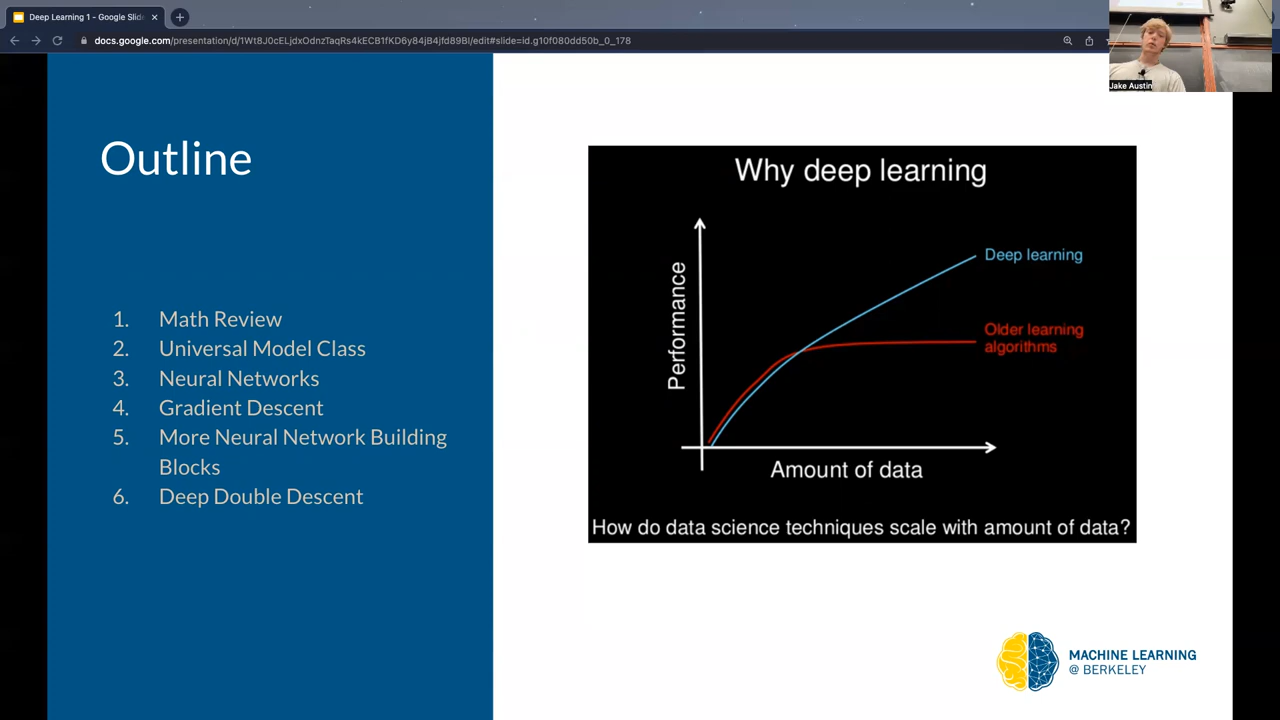 Deep Learning 1 - Google Slid
docs.google.com/presentation/d/1Wt8J0cELjdxOdnzTaqRs4kECB1fKD6y84jB4jfd89BI/edit#slide=id.g10f080dd50b_0_178
Jake Austin
Outline
1. Math Review
2. Universal Model Class
3. Neural Networks
4. Gradient Descent
5. More Neural Network Building
Blocks
6. Deep Double Descent
Why deep learning
Performance
Deep learning
Older learning
algorithms
Amount of data
How do data science techniques scale with amount of data?
MACHINE LEARNING
@ BERKELEY